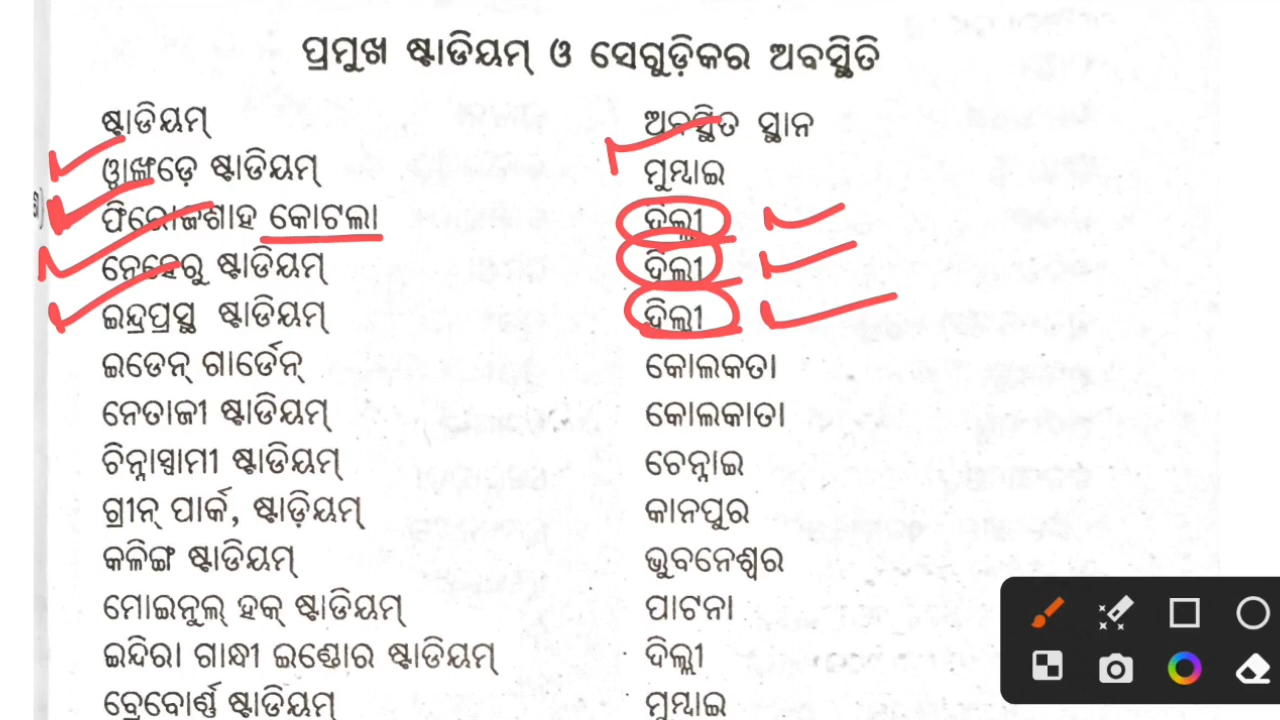 ପ୍ରମୁଖ ଷ୍ଟାଡିୟମ୍ ଓ ସେଗୁଡ଼ିକର ଅବସ୍ଥିତି
ଷ୍ଟାଡିୟମ୍ ଅବସ୍ଥିତ ସ୍ଥାନ
ୱାଙ୍ଖଡ଼େ ଷ୍ଟାଡିୟମ୍ ମୁମ୍ବାଇ
ଫିରୋଜଶାହ କୋଟଲା ଦିଲ୍ଲୀ
ନେହେରୁ ଷ୍ଟାଡିୟମ୍ ଦିଲ୍ଲୀ
ଇନ୍ଦ୍ରପ୍ରସ୍ଥ ଷ୍ଟାଡିୟମ୍ ଦିଲ୍ଲୀ
ଇଡେନ୍ ଗାର୍ଡେନ୍ କୋଲକତା
ନେତାଜୀ ଷ୍ଟାଡିୟମ୍ କୋଲକାତା
ଚିନ୍ନାସ୍ୱାମୀ ଷ୍ଟାଡିୟମ୍ ଚେନ୍ନାଇ
ଗ୍ରୀନ୍ ପାର୍କ, ଷ୍ଟାଡ଼ିୟମ୍ କାନପୁର
କଳିଙ୍ଗ ଷ୍ଟାଡିୟମ୍ ଭୁବନେଶ୍ୱର
ମୋଇନୁଲ୍ ହକ୍ ଷ୍ଟାଡିୟମ୍ ପାଟନା
ଇନ୍ଦିରା ଗାନ୍ଧୀ ଇଣ୍ଡୋର ଷ୍ଟାଡିୟମ୍ ଦିଲ୍ଲୀ
ବ୍ରେବୋର୍ଣ୍ଣ ଷ୍ଟାଡିୟମ୍ ମୁମ୍ବାଇ